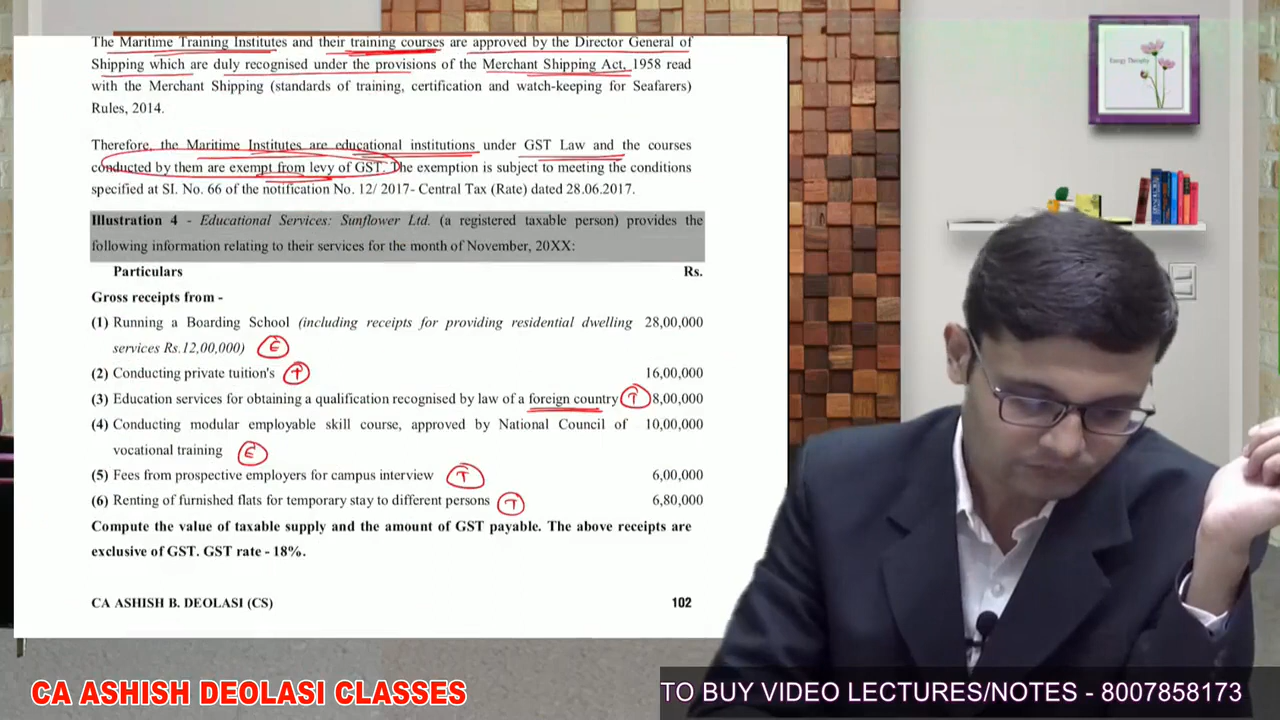 The Maritime Training Institutes and their training courses are approved by the Director General of
Shipping which are duly recognised under the provisions of the Merchant Shipping Act, 1958 read
with the Merchant Shipping (standards of training, certification and watch-keeping for Seafarers)
Rules, 2014.
Therefore, the Maritime Institutes are educational institutions under GST Law and the courses
conducted by them are exempt from levy of GST. The exemption is subject to meeting the conditions
specified at SI. No. 66 of the notification No. 12/ 2017- Central Tax (Rate) dated 28.06.2017.
Illustration 4 - Educational Services: Sunflower Ltd. (a registered taxable person) provides the
following information relating to their services for the month of November, 20XX:
Particulars Rs.
Gross receipts from -
(1) Running a Boarding School (including receipts for providing residential dwelling 28,00,000
services Rs.12,00,000) E
(2) Conducting private tuition's T 16,00,000
(3) Education services for obtaining a qualification recognised by law of a foreign country T 8,00,000
(4) Conducting modular employable skill course, approved by National Council of 10,00,000
vocational training E
(5) Fees from prospective employers for campus interview T 6,00,000
(6) Renting of furnished flats for temporary stay to different persons T 6,80,000
Compute the value of taxable supply and the amount of GST payable. The above receipts are
exclusive of GST. GST rate - 18%.
CA ASHISH B. DEOLASI (CS) 102
Energy Therapy
CA ASHISH DEOLASI CLASSES
TO BUY VIDEO LECTURES/NOTES - 8007858173